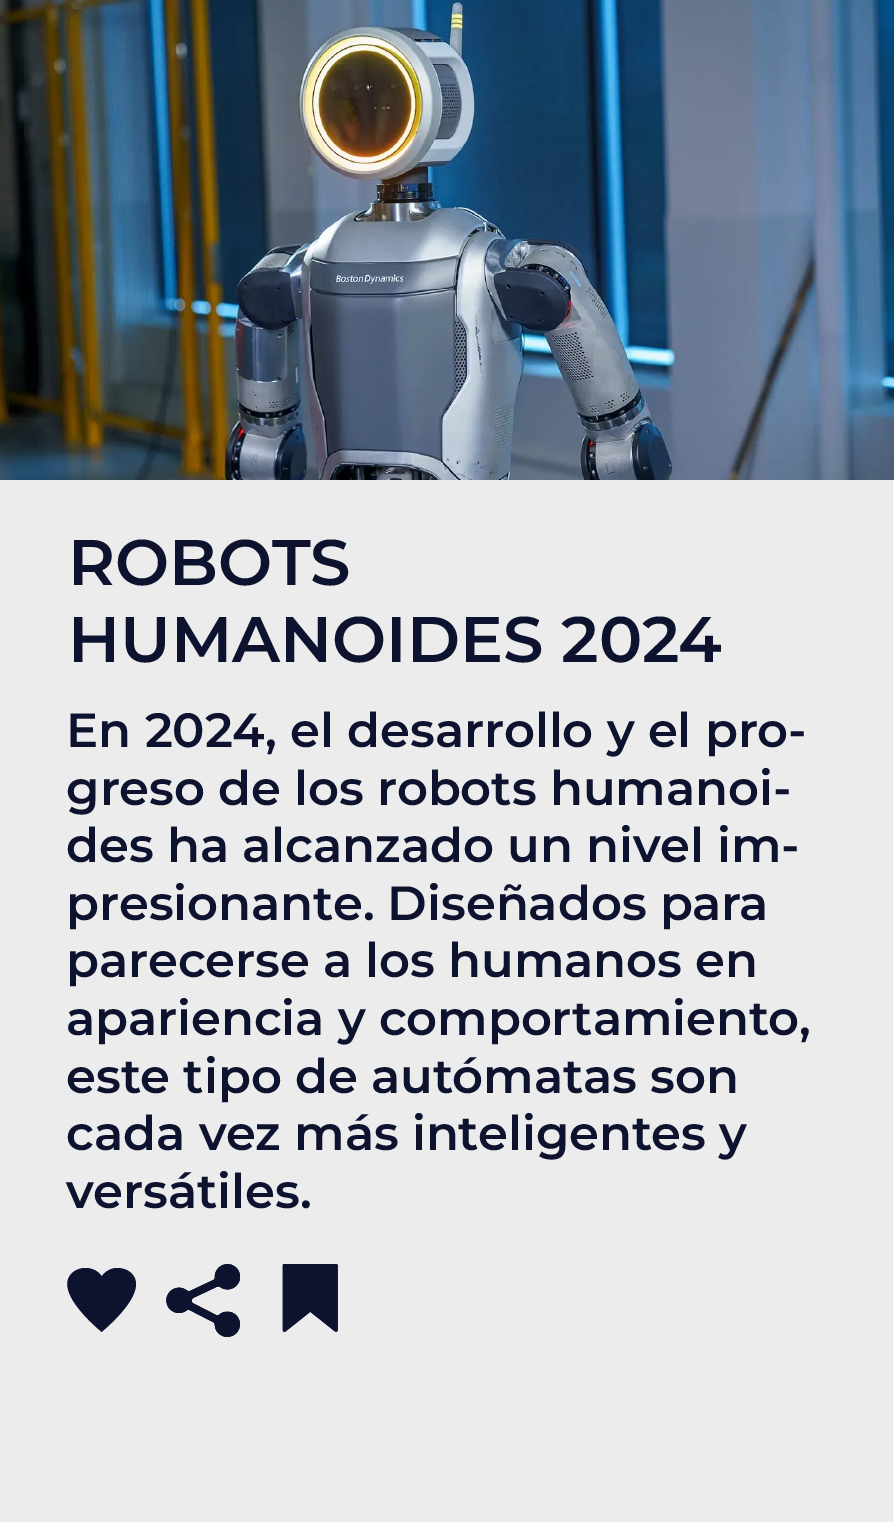 Boston Dynamics
ROBOTS
HUMANOIDES 2024
En 2024, el desarrollo y el pro-
greso de los robots humanoi-
des ha alcanzado un nivel im-
presionante. Diseñados para
parecerse a los humanos en
apariencia y comportamiento,
este tipo de autómatas son
cada vez más inteligentes y
versátiles.